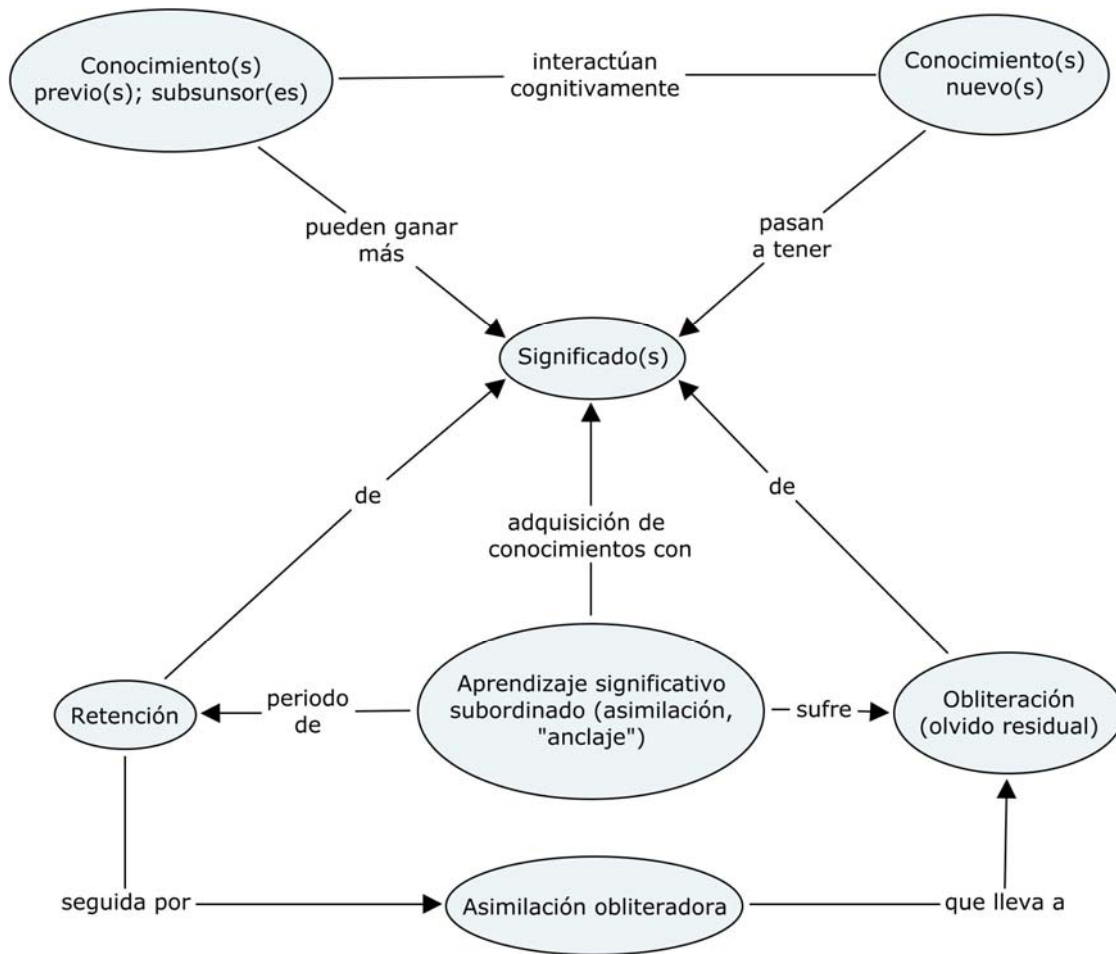 Conocimiento(s)
previo(s); subsunsor(es)
interactúan
cognitivamente
Conocimiento(s)
nuevo(s)
pueden ganar
más
pasan
a tener
Significado(s)
de
adquisición de
conocimientos con
de
Retención
periodo
de
Aprendizaje significativo
subordinado (asimilación,
"anclaje")
sufre
Obliteración
(olvido residual)
seguida por
Asimilación obliteradora
que lleva a